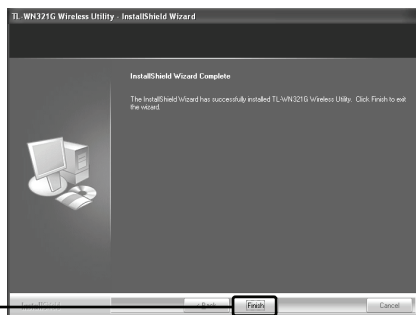 TL-WN321G Wireless Utility - InstallShield Wizard
InstallShield Wizard Complete
The InstallShield Wizard has successfully installed TL-WN321G Wireless Utility. Click Finish to exit
the wizard.
InstallShield
< Back Finish Cancel